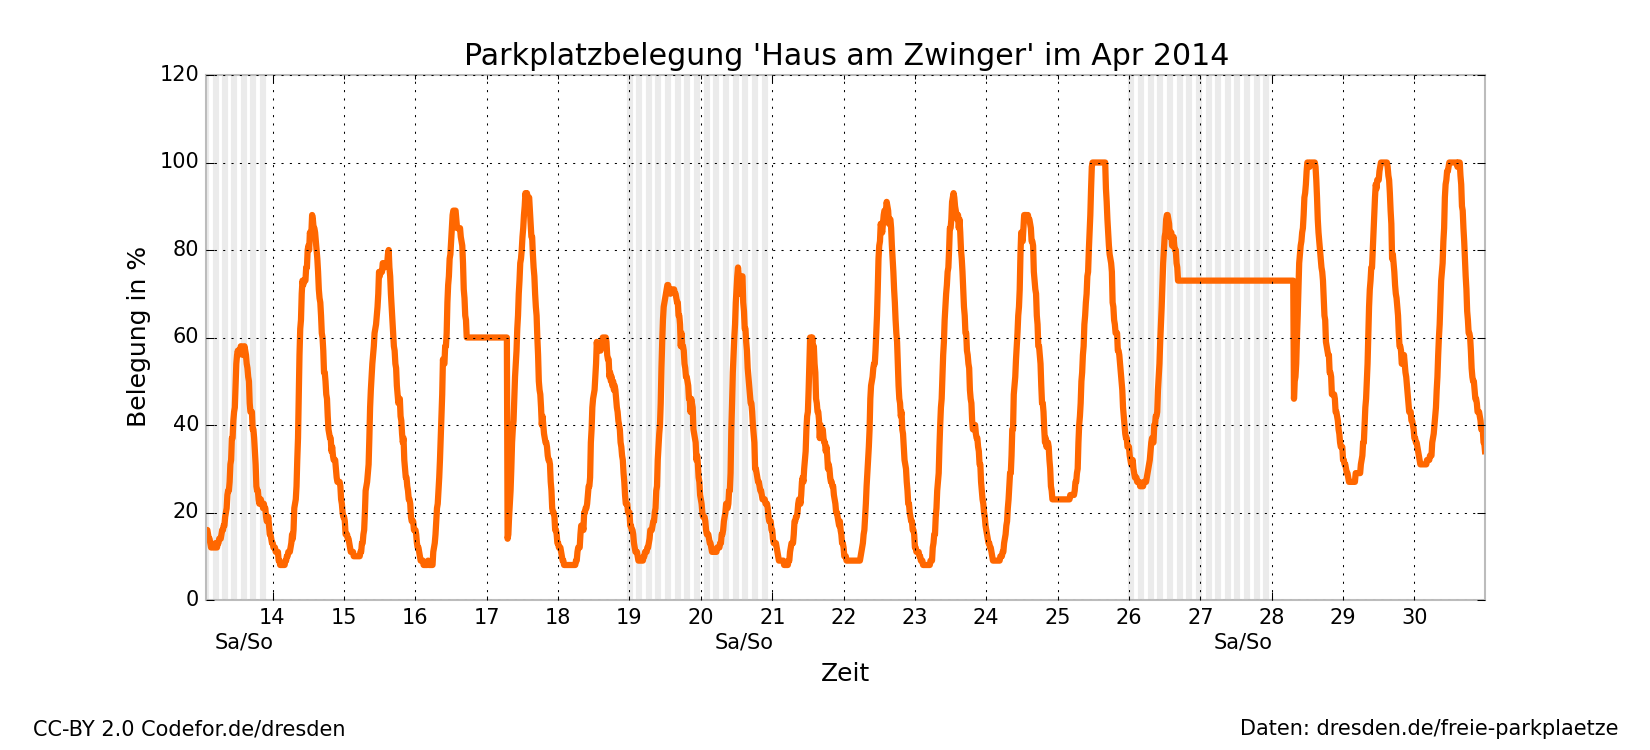 Parkplatzbelegung 'Haus am Zwinger' im Apr 2014
120
100
80
60
40
20
0
Belegung in %
14 15 16 17 18 19 20 21 22 23 24 25 26 27 28 29 30
Sa/So Sa/So Sa/So
Zeit
CC-BY 2.0 Codefor.de/dresden
Daten: dresden.de/freie-parkplaetze